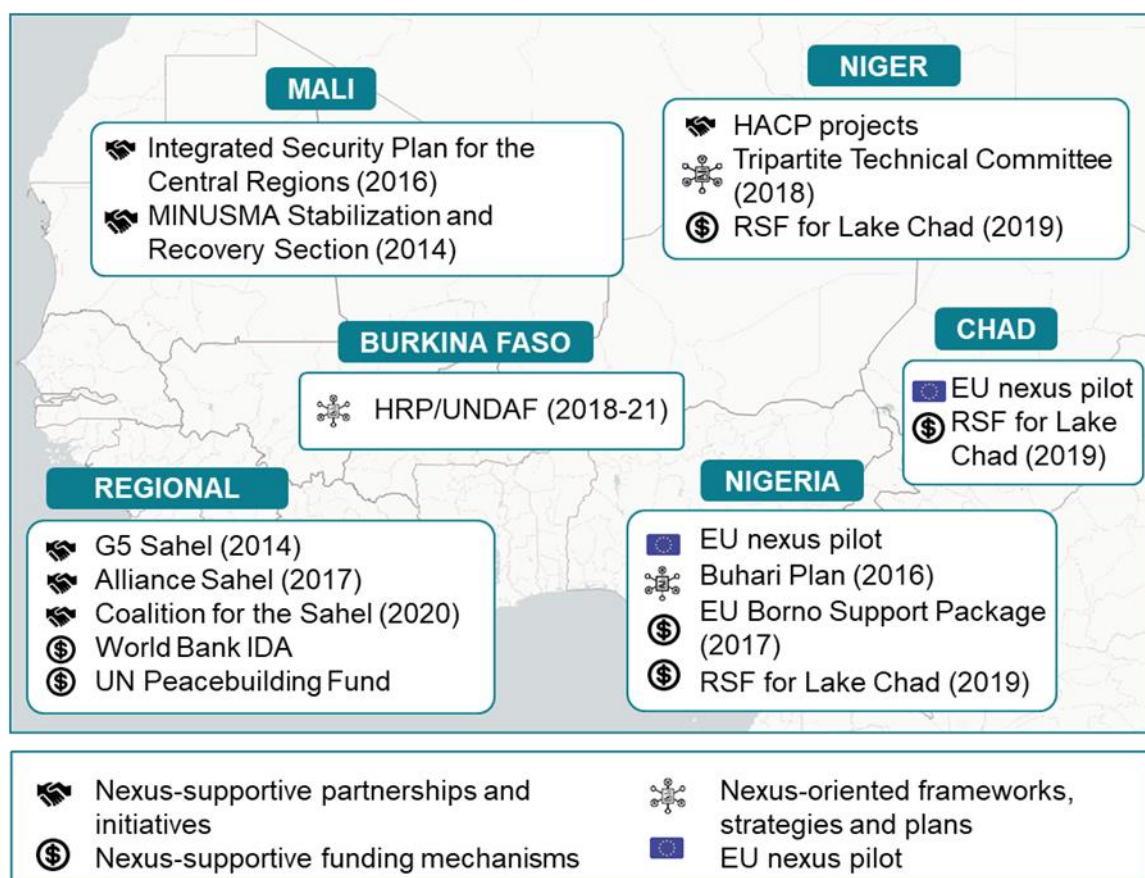 MALI
Integrated Security Plan for the
Central Regions (2016)
MINUSMA Stabilization and
Recovery Section (2014)
NIGER
HACP projects
Tripartite Technical Committee
(2018)
RSF for Lake Chad (2019)
BURKINA FASO
HRP/UNDAF (2018-21)
CHAD
EU nexus pilot
RSF for Lake
Chad (2019)
REGIONAL
G5 Sahel (2014)
Alliance Sahel (2017)
Coalition for the Sahel (2020)
World Bank IDA
UN Peacebuilding Fund
NIGERIA
EU nexus pilot
Buhari Plan (2016)
EU Borno Support Package
(2017)
RSF for Lake Chad (2019)
Nexus-supportive partnerships and
initiatives
Nexus-supportive funding mechanisms
Nexus-oriented frameworks,
strategies and plans
EU nexus pilot